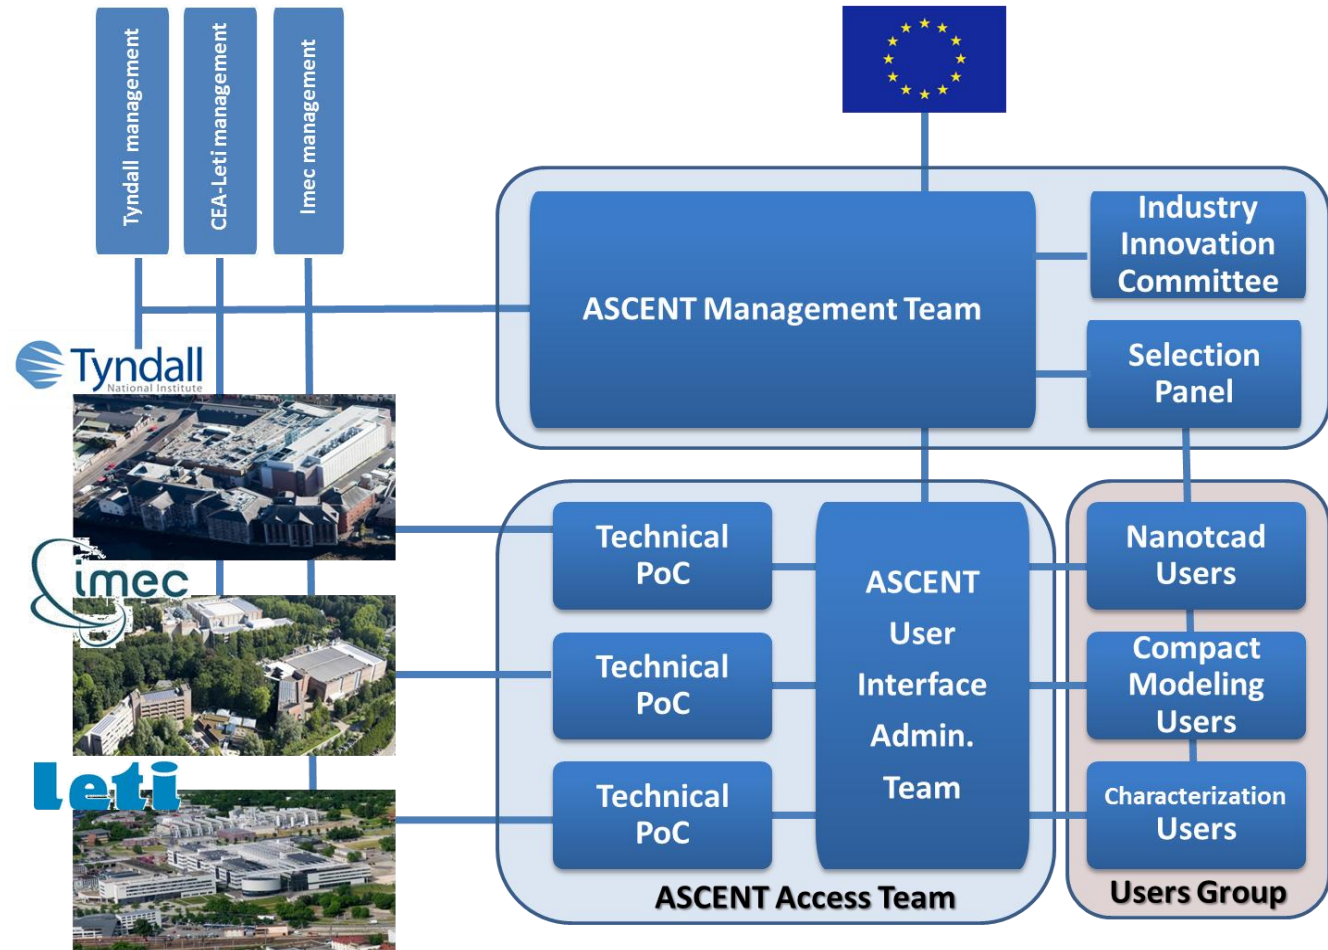 Tyndall management
CEA-Leti management
Imec management
Industry
Innovation
Committee
ASCENT Management Team
Selection
Panel
Tyndall
National Institute
imec
leti
Technical
PoC
Technical
PoC
Technical
PoC
ASCENT
User
Interface
Admin.
Team
Nanotcad
Users
Compact
Modeling
Users
Characterization
Users
ASCENT Access Team
Users Group